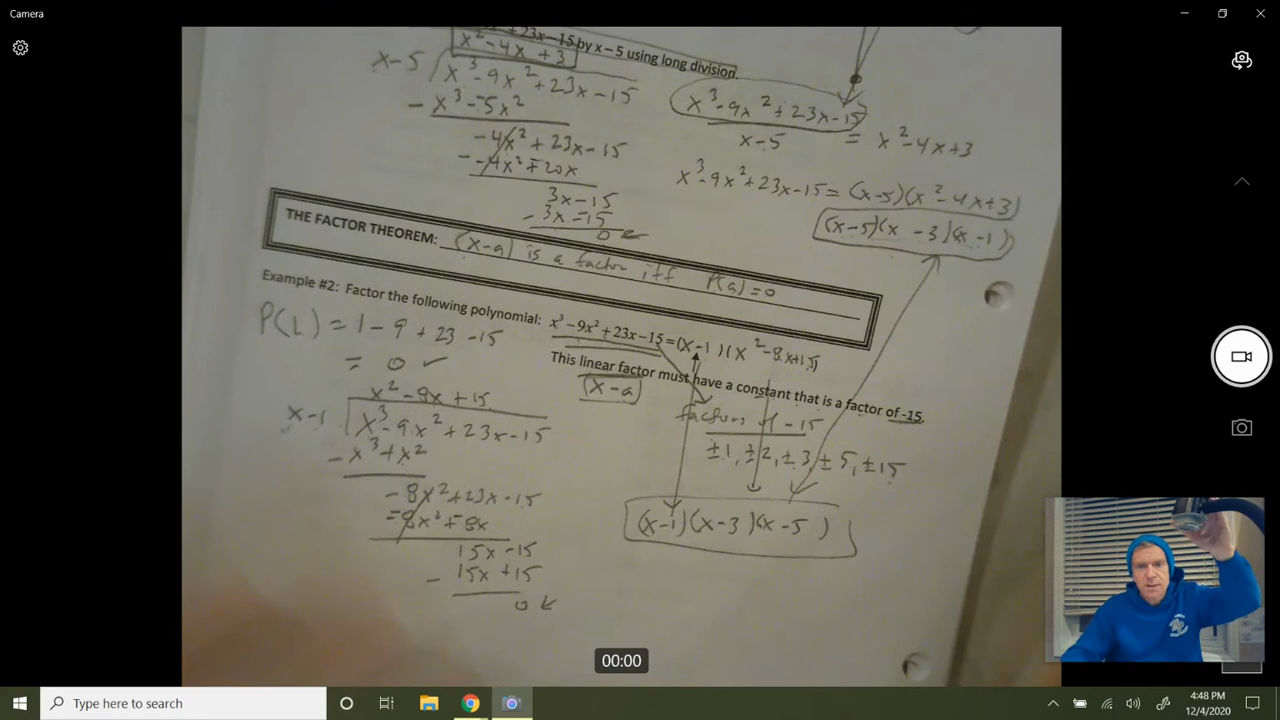 Camera
+23x-15 by x – 5 using long division.
x² - 4x + 3
x-5
x³-9x²+23x-15
- x³ - 5x²
-4x² + 23x - 15
- -4x² + 20x
3x-15
- 3x-15
0
x³-9x²+23x-15
x-5
= x²-4x+3
x³-9x²+23x-15 = (x-5)(x²-4x+3)
(x-5)(x -3)(x-1)
THE FACTOR THEOREM: (x-a) is a factor iff P(a)=0
Example #2: Factor the following polynomial: x³ – 9x² + 23x – 15 = (x-1)(x²-8x+15)
P(1) = 1 - 9 + 23 - 15
= 0 ✓
This linear factor must have a constant that is a factor of -15.
(x-a)
factors of -15
±1, ±2, ±3, ±5, ±15
x² - 8x + 15
x-1
x³-9x²+23x-15
- x³ + x²
-8x²+23x-15
-8x² + 8x
15x-15
- 15x+15
0
(x-1)(x-3)(x-5)
00:00
Type here to search
4:48 PM
12/4/2020